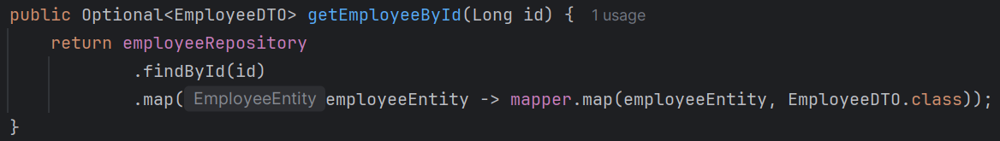 public Optional<EmployeeDTO> getEmployeeById(Long id) { 1 usage
return employeeRepository
.findById(id)
.map( EmployeeEntity employeeEntity -> mapper.map(employeeEntity, EmployeeDTO.class));
}